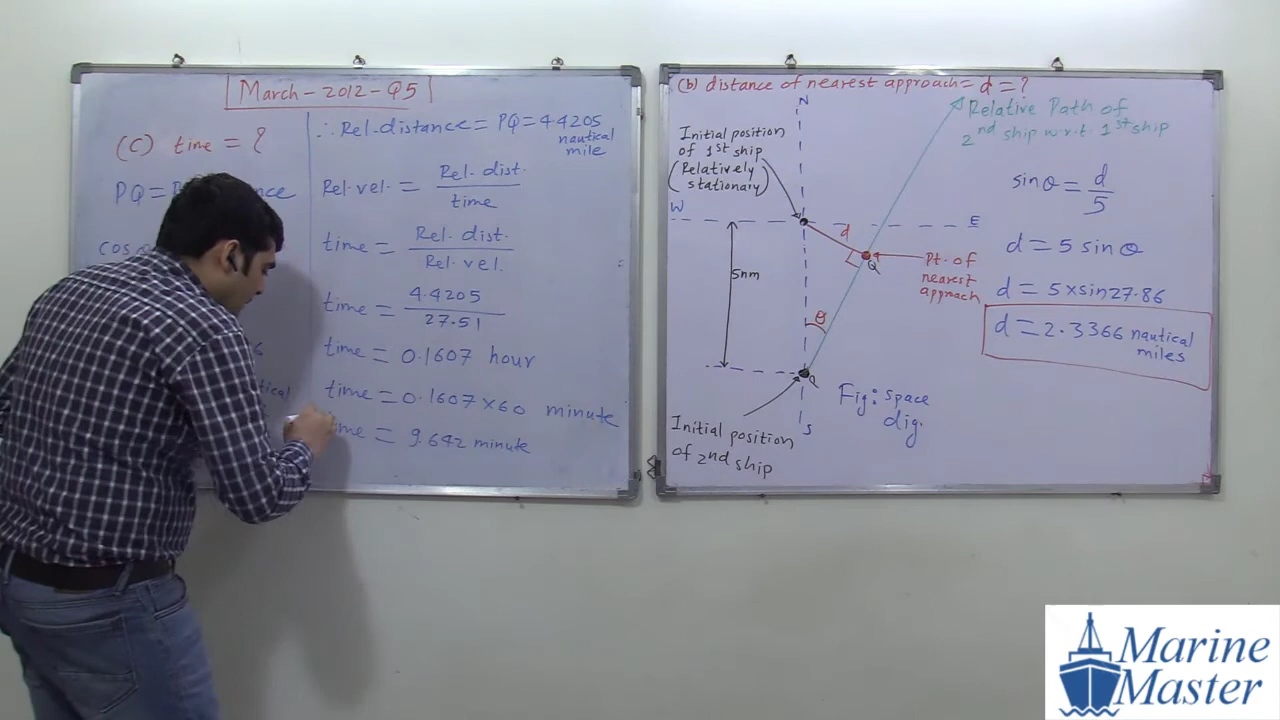 March-2012-Q5
(C) time = ?
PQ =
cos
∴ Rel. distance = PQ = 4.4205
nautical
mile
Rel. vel. = Rel. dist.
time
time = Rel. dist.
Rel. vel.
time = 4.4205
27.51
time = 0.1607 hour
time = 0.1607 × 60 minute
= 9.642 minute
(b) distance of nearest approach = d = ?
N
Relative Path of
2nd ship w.r.t. 1st ship
Initial position
of 1st ship
(Relatively
stationary)
W
E
d
Q
Pt. of
nearest
approach
5nm
θ
P
S
Initial position
of 2nd ship
Fig: space
dig.
sinθ = d
5
d = 5 sin θ
d = 5 × sin 27.86
d = 2.3366 nautical
miles
Marine
Master